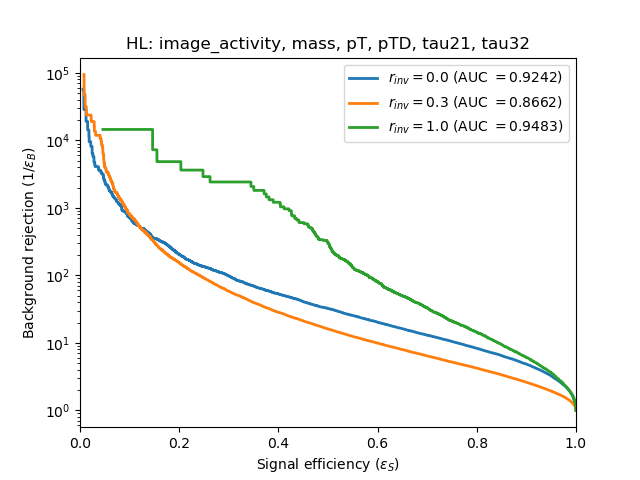 HL: image_activity, mass, pT, pTD, tau21, tau32
r_inv = 0.0 (AUC = 0.9242)
r_inv = 0.3 (AUC = 0.8662)
r_inv = 1.0 (AUC = 0.9483)
Background rejection (1/ε_B)
10^5
10^4
10^3
10^2
10^1
10^0
0.0 0.2 0.4 0.6 0.8 1.0
Signal efficiency (ε_S)